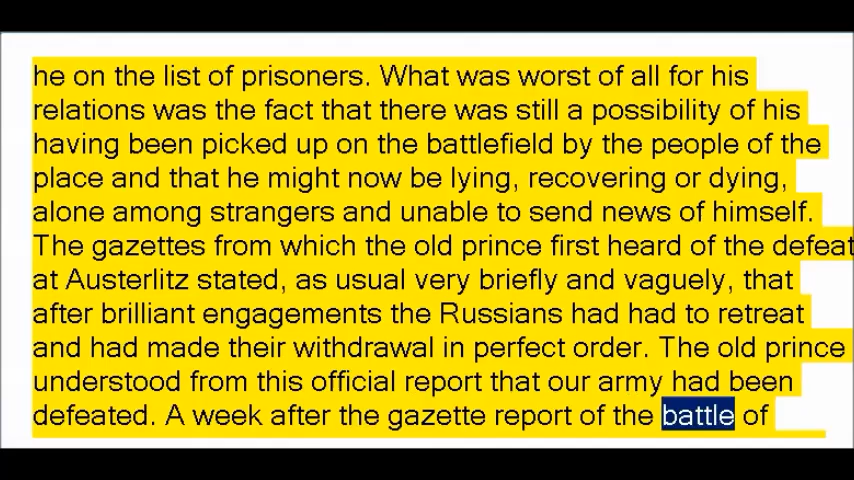 he on the list of prisoners. What was worst of all for his
relations was the fact that there was still a possibility of his
having been picked up on the battlefield by the people of the
place and that he might now be lying, recovering or dying,
alone among strangers and unable to send news of himself.
The gazettes from which the old prince first heard of the defeat
at Austerlitz stated, as usual very briefly and vaguely, that
after brilliant engagements the Russians had had to retreat
and had made their withdrawal in perfect order. The old prince
understood from this official report that our army had been
defeated. A week after the gazette report of the battle of